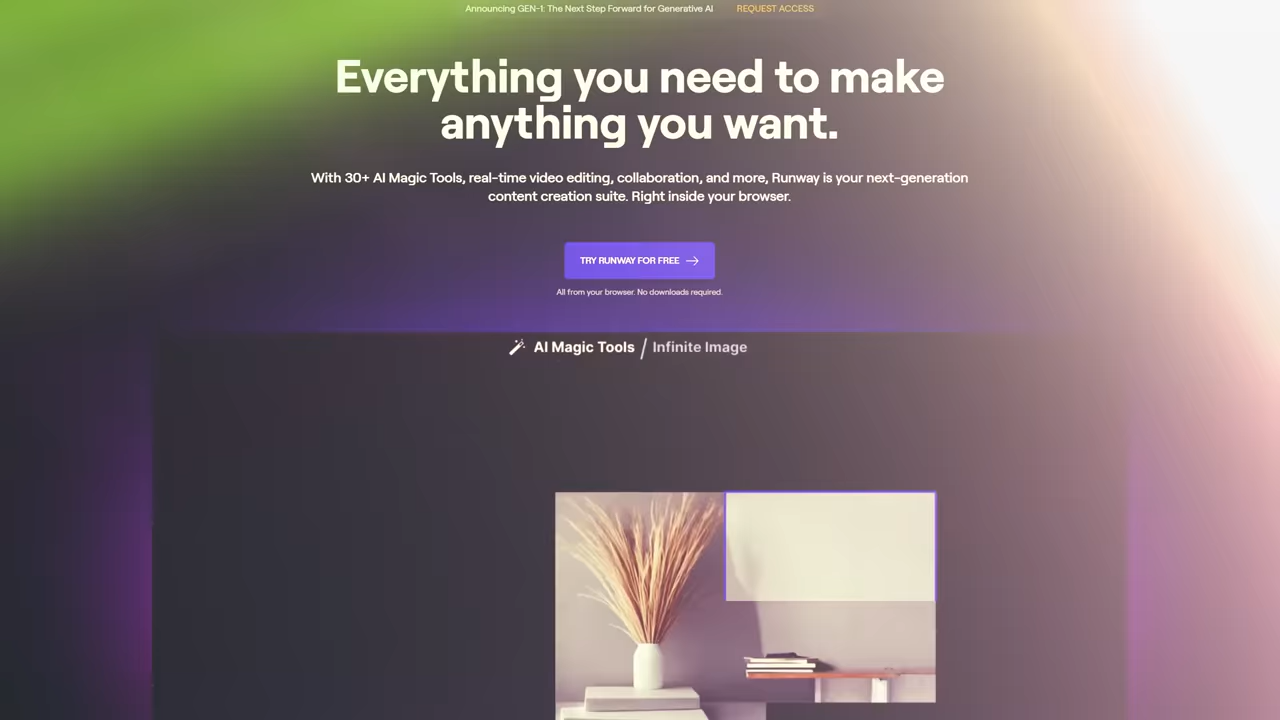 Announcing GEN-1: The Next Step Forward for Generative AI REQUEST ACCESS
Everything you need to make
anything you want.
With 30+ AI Magic Tools, real-time video editing, collaboration, and more, Runway is your next-generation
content creation suite. Right inside your browser.
TRY RUNWAY FOR FREE
All from your browser. No downloads required.
AI Magic Tools / Infinite Image